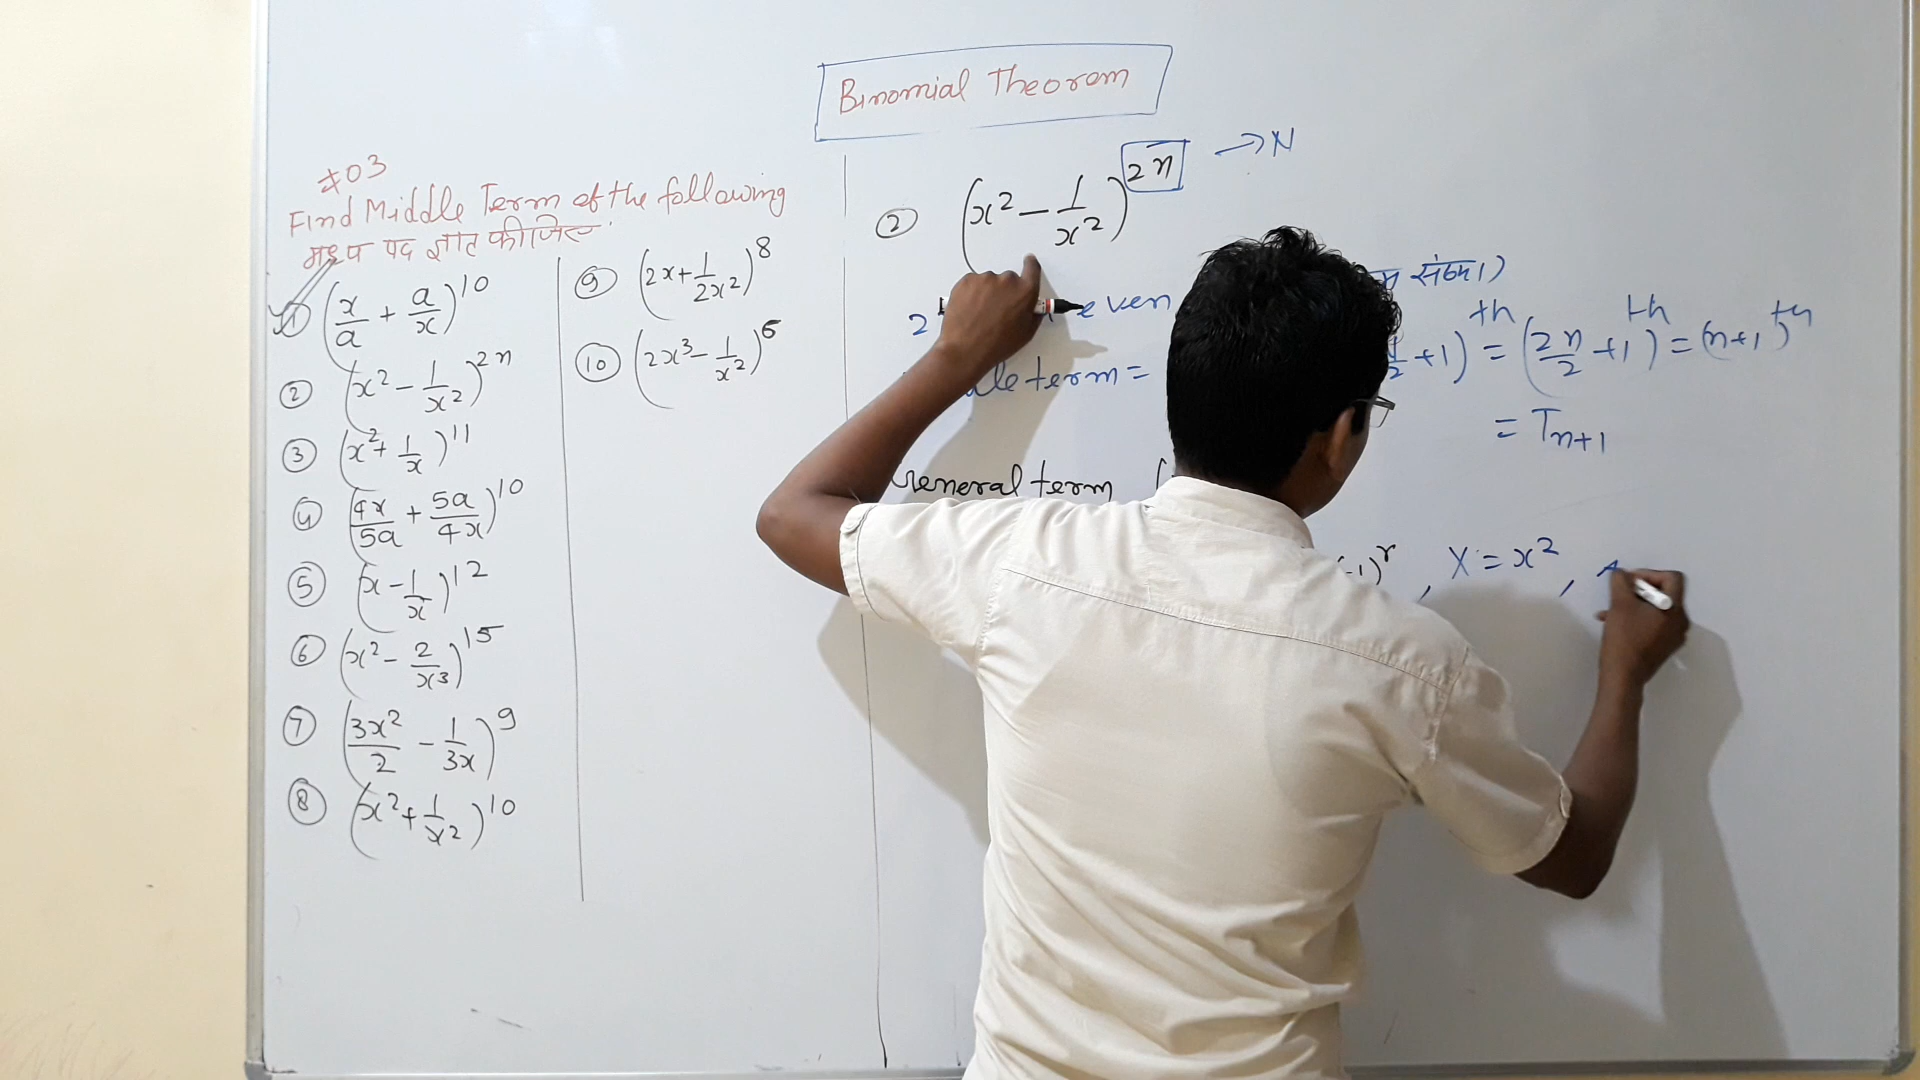 Binomial Theorem
#03
Find Middle Term of the following
मध्य पद ज्ञात कीजिए
① (x/a + a/x)^10
② (x² - 1/x²)^2n
③ (x² + 1/x)^11
④ (4x/5a + 5a/4x)^10
⑤ (x - 1/x)^12
⑥ (x² - 2/x³)^15
⑦ (3x²/2 - 1/3x)^9
⑧ (x² + 1/x²)^10
⑨ (2x + 1/2x²)^8
⑩ (2x³ - 1/x²)^6
② (x² - 1/x²)^2n → N
2 even संख्या)
term = /2 + 1)^th = (2n/2 + 1)^th = (n+1)^th
= T_n+1
General term
-1)^r , X = x² ,